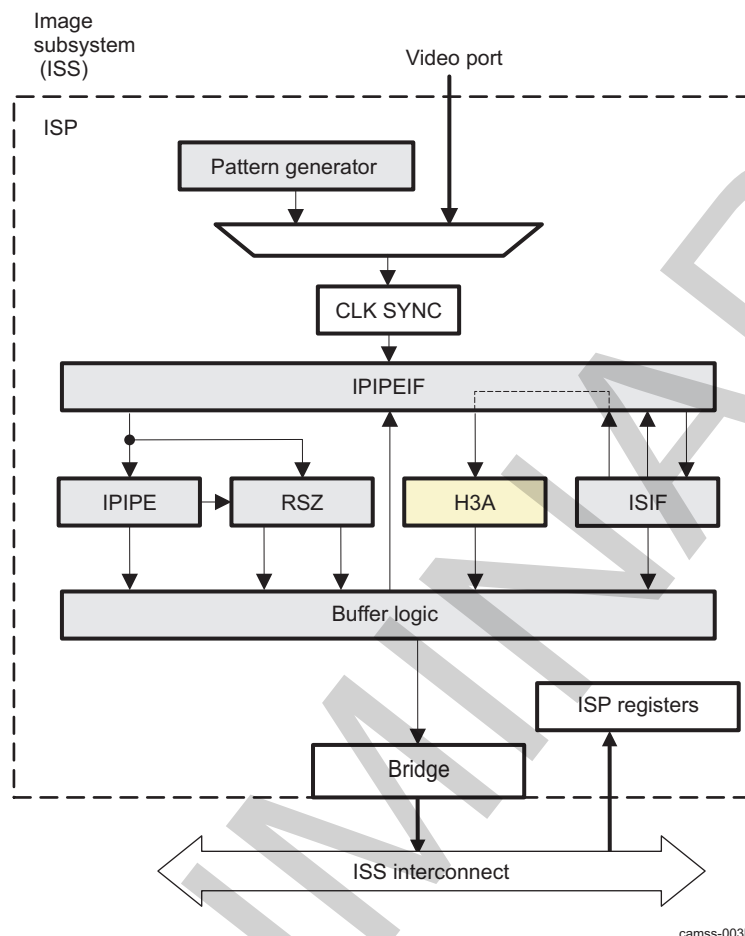 Image
subsystem
(ISS)
Video port
ISP
Pattern generator
CLK SYNC
IPIPEIF
IPIPE
RSZ
H3A
ISIF
Buffer logic
ISP registers
Bridge
ISS interconnect